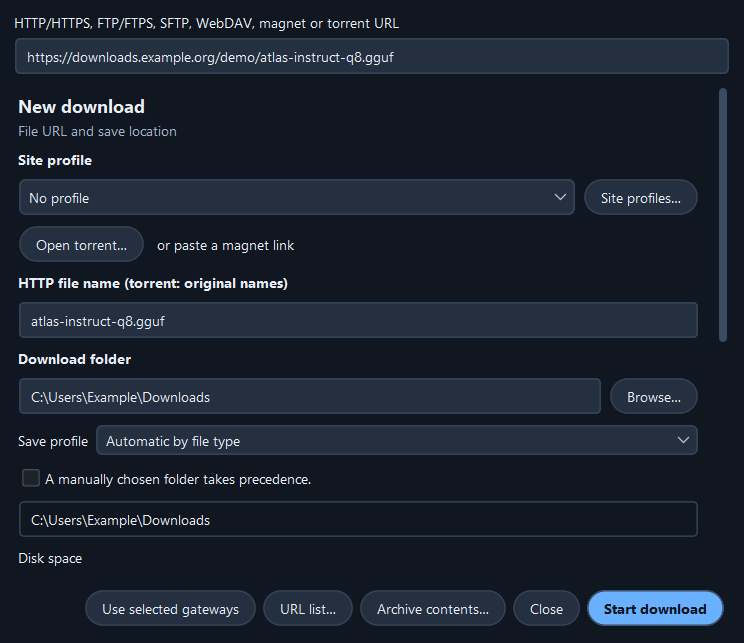 HTTP/HTTPS, FTP/FTPS, SFTP, WebDAV, magnet or torrent URL
https://downloads.example.org/demo/atlas-instruct-q8.gguf
New download
File URL and save location
Site profile
No profile
Site profiles...
Open torrent...
or paste a magnet link
HTTP file name (torrent: original names)
atlas-instruct-q8.gguf
Download folder
C:\Users\Example\Downloads
Browse...
Save profile
Automatic by file type
A manually chosen folder takes precedence.
C:\Users\Example\Downloads
Disk space
Use selected gateways
URL list...
Archive contents...
Close
Start download